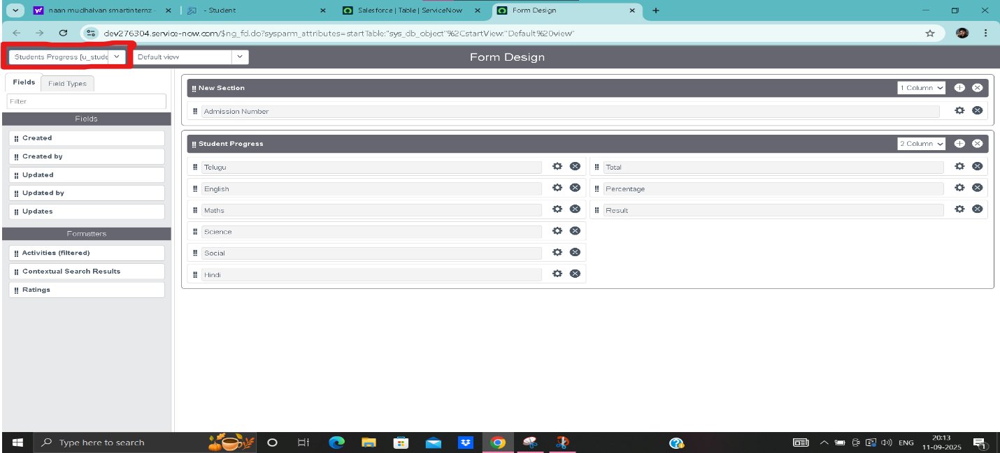 naan mudhalvan smartinternz -
- Student
Salesforce | Table | ServiceNow
Form Design
dev276304.service-now.com/$ng_fd.do?sysparm_attributes=startTable:"sys_db_object"%2CstartView:"Default%20view"
Students Progress [u_stude
Default view
Form Design
Fields
Field Types
Filter
Fields
Created
Created by
Updated
Updated by
Updates
Formatters
Activities (filtered)
Contextual Search Results
Ratings
New Section
1 Column
Admission Number
Student Progress
2 Column
Telugu
Total
English
Percentage
Maths
Result
Science
Social
Hindi
Type here to search
ENG
20:13
11-09-2025
1